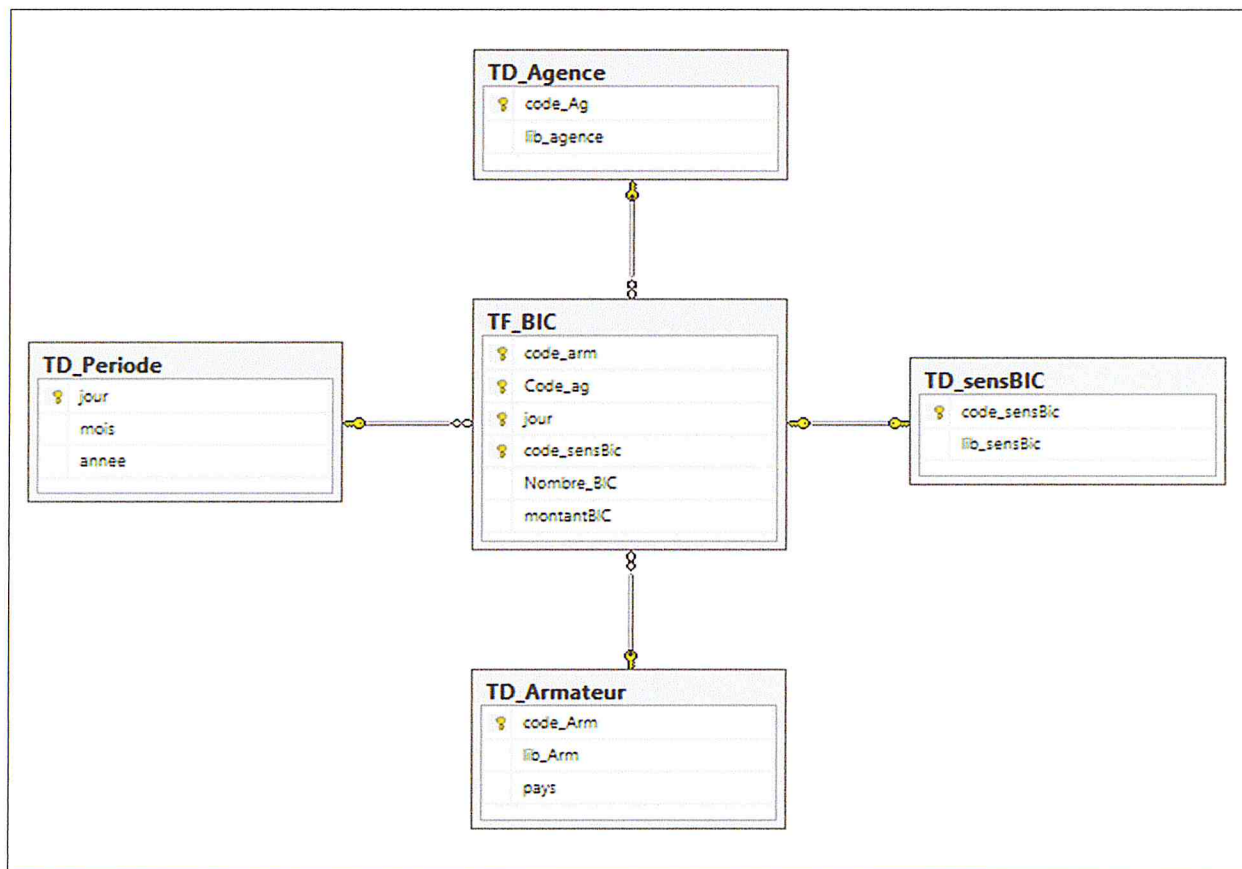 TD_Agence
code_Ag
lib_agence
TF_BIC
code_arm
Code_ag
jour
code_sensBic
Nombre_BIC
montantBIC
TD_Periode
jour
mois
annee
TD_sensBIC
code_sensBic
lib_sensBic
TD_Armateur
code_Arm
lib_Arm
pays